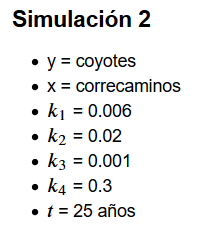 Simulación 2
• y = coyotes
• x = correcaminos
• k₁ = 0.006
• k₂ = 0.02
• k₃ = 0.001
• k₄ = 0.3
• t = 25 años